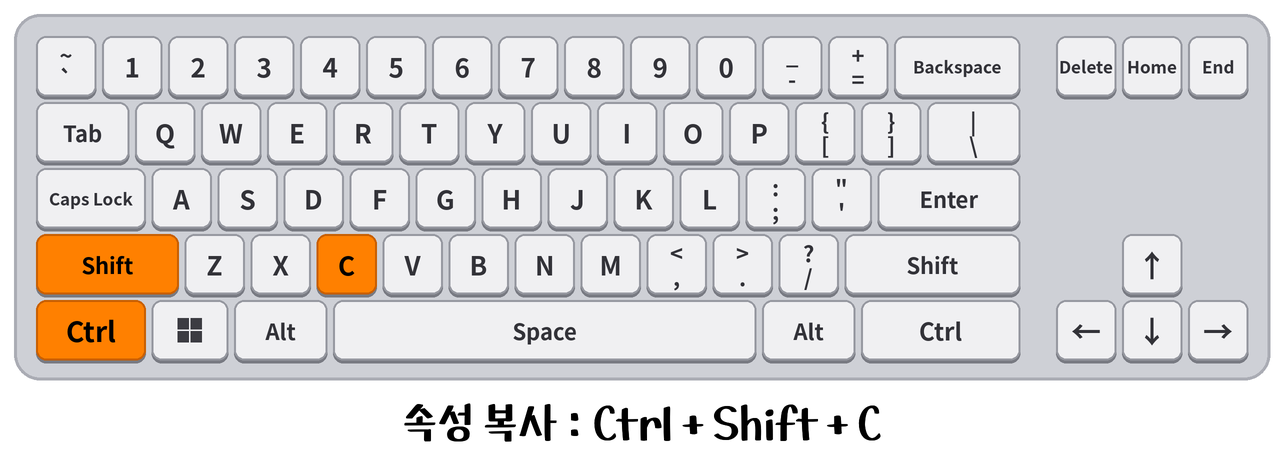 ~
` 1 2 3 4 5 6 7 8 9 0 _
- +
= Backspace Delete Home End
Tab Q W E R T Y U I O P {
[ }
] |
\
Caps Lock A S D F G H J K L :
; "
' Enter
Shift Z X C V B N M <
, >
. ?
/ Shift ↑
Ctrl Alt Space Alt Ctrl ← ↓ →
속성 복사 : Ctrl + Shift + C